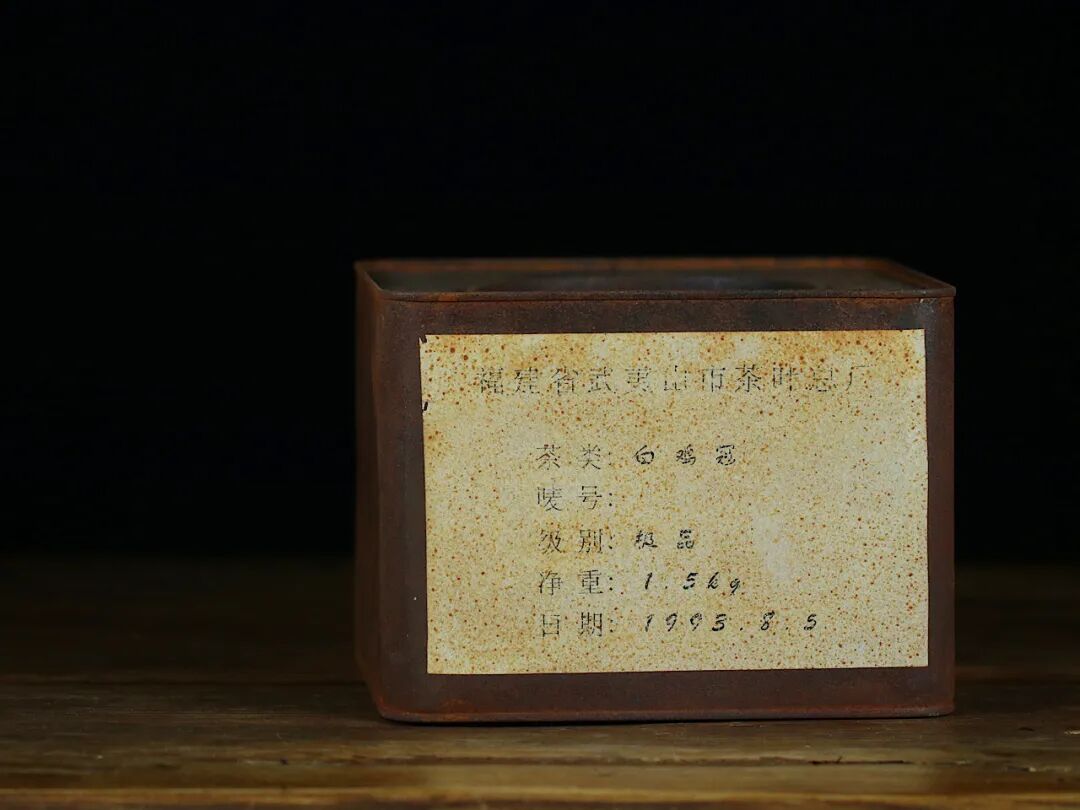 福建省武夷山市茶叶总厂
茶类: 白鸡冠
唛号:
级别: 极品
净重: 1.5kg
日期: 1993.8.5